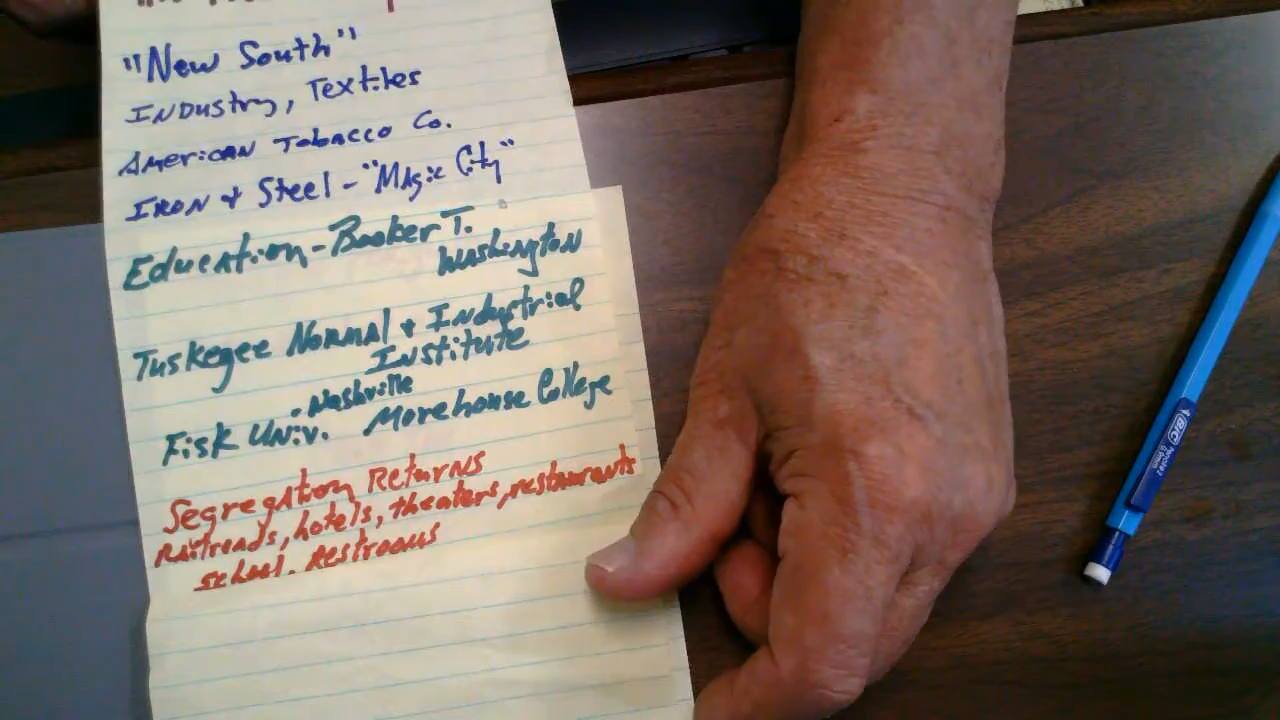 "New South"
Industry, Textiles
American Tobacco Co.
Iron + Steel - "Magic City"
Education - Booker T.
Washington
Tuskegee Normal + Industrial
Institute
. Nashville
Fisk Univ. Morehouse College
Segregation Returns
Railroads, hotels, theaters, restaurants
school. Restrooms
BIC